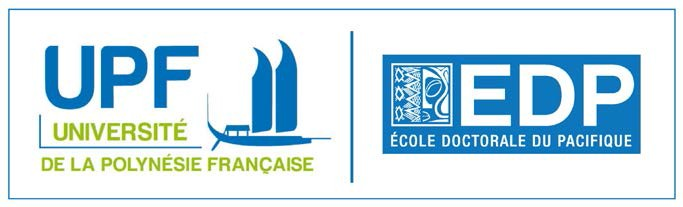 UPF
UNIVERSITÉ
DE LA POLYNÉSIE FRANÇAISE
EDP
ÉCOLE DOCTORALE DU PACIFIQUE